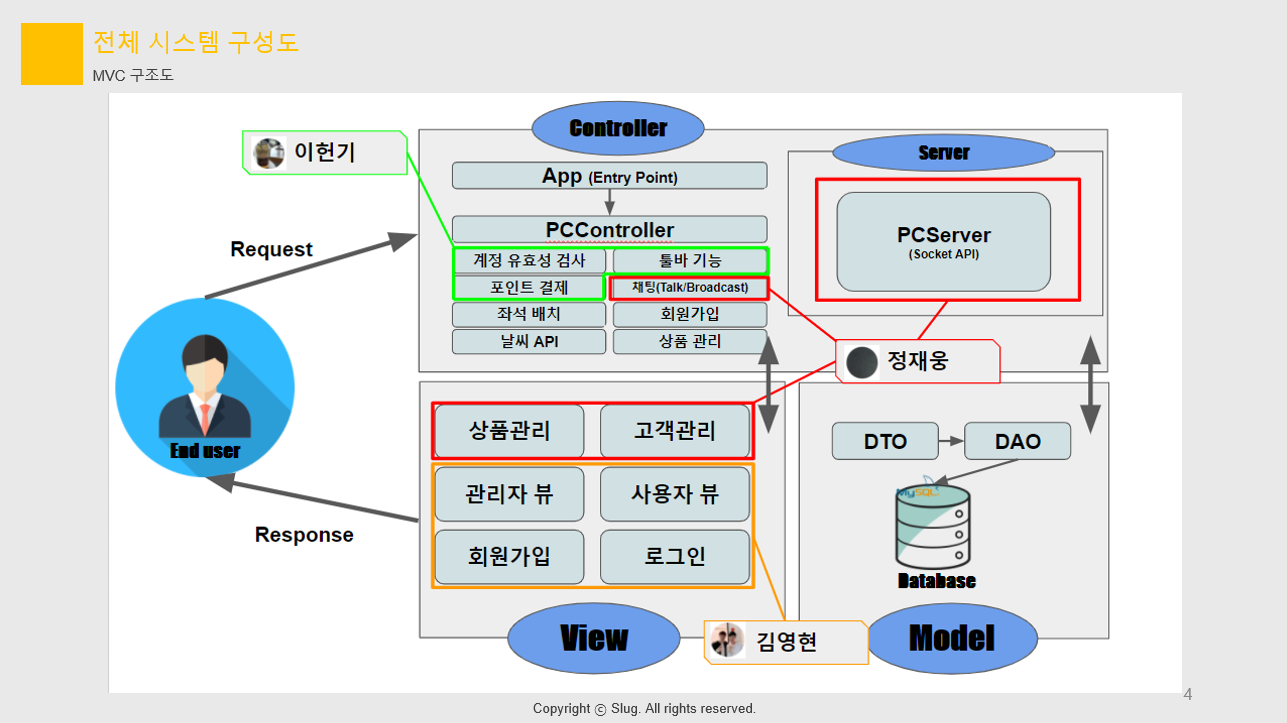 전체 시스템 구성도
MVC 구조도
Controller
이헌기
Server
App (Entry Point)
PCController
PCServer
(Socket API)
Request
계정 유효성 검사
툴바 기능
포인트 결제
채팅(Talk/Broadcast)
좌석 배치
회원가입
날씨 API
상품 관리
정재웅
End user
상품관리
고객관리
DTO
DAO
관리자 뷰
사용자 뷰
MySQL
Response
회원가입
로그인
Database
View
김영현
Model
4
Copyright ⓒ Slug. All rights reserved.